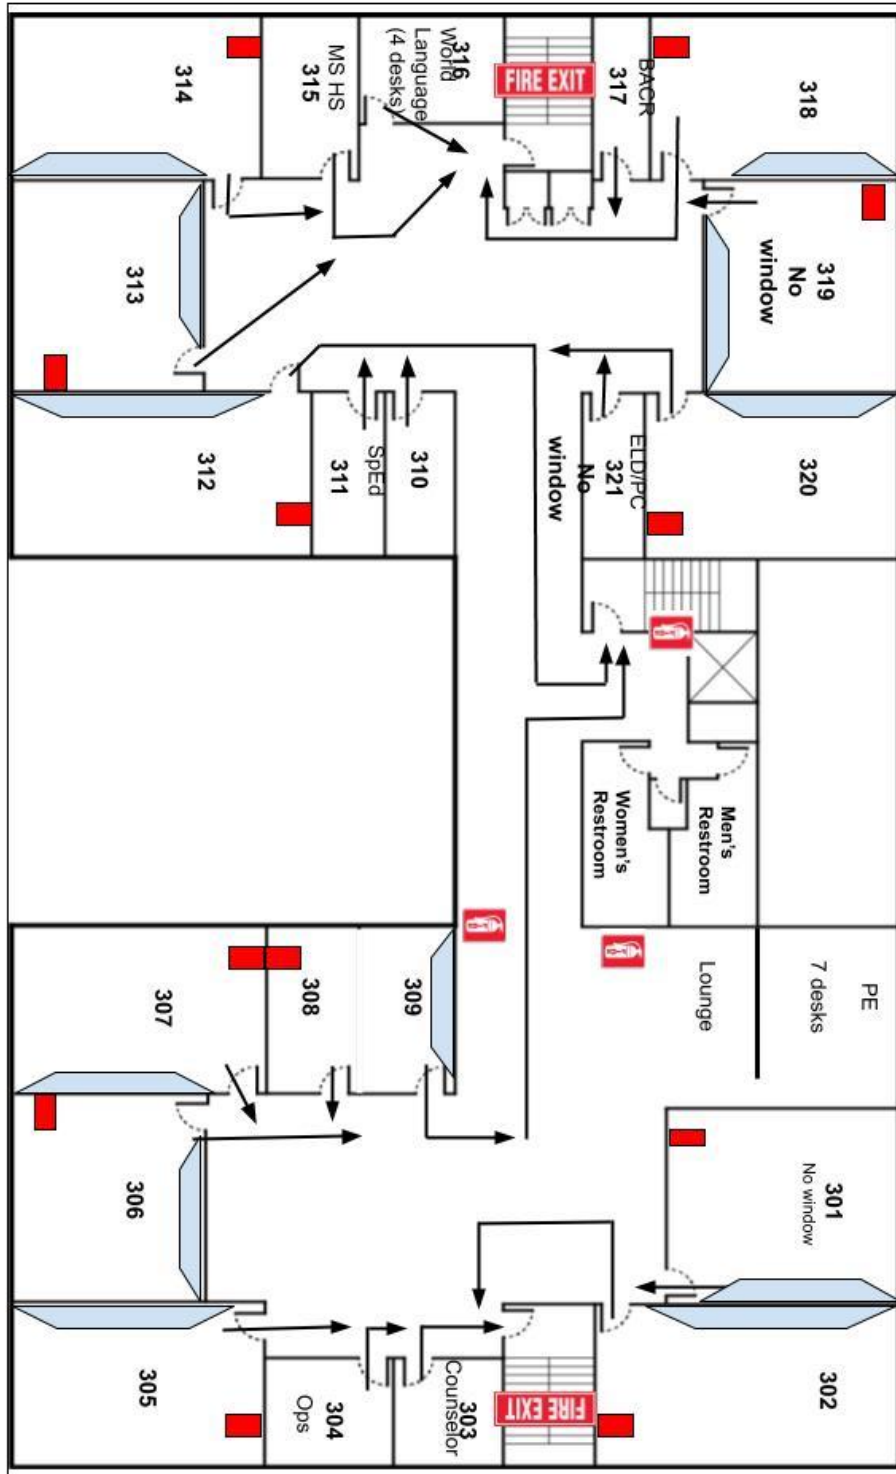 314
315
MS HS
316
World
Language
(4 desks)
FIRE EXIT
317
BACR
318
313
319
No
window
312
311
SpEd
310
ELD/PC
321
No
window
320
Women's
Restroom
Men's
Restroom
307
308
309
Lounge
PE
7 desks
306
301
No window
305
304
Ops
303
Counselor
FIRE EXIT
302